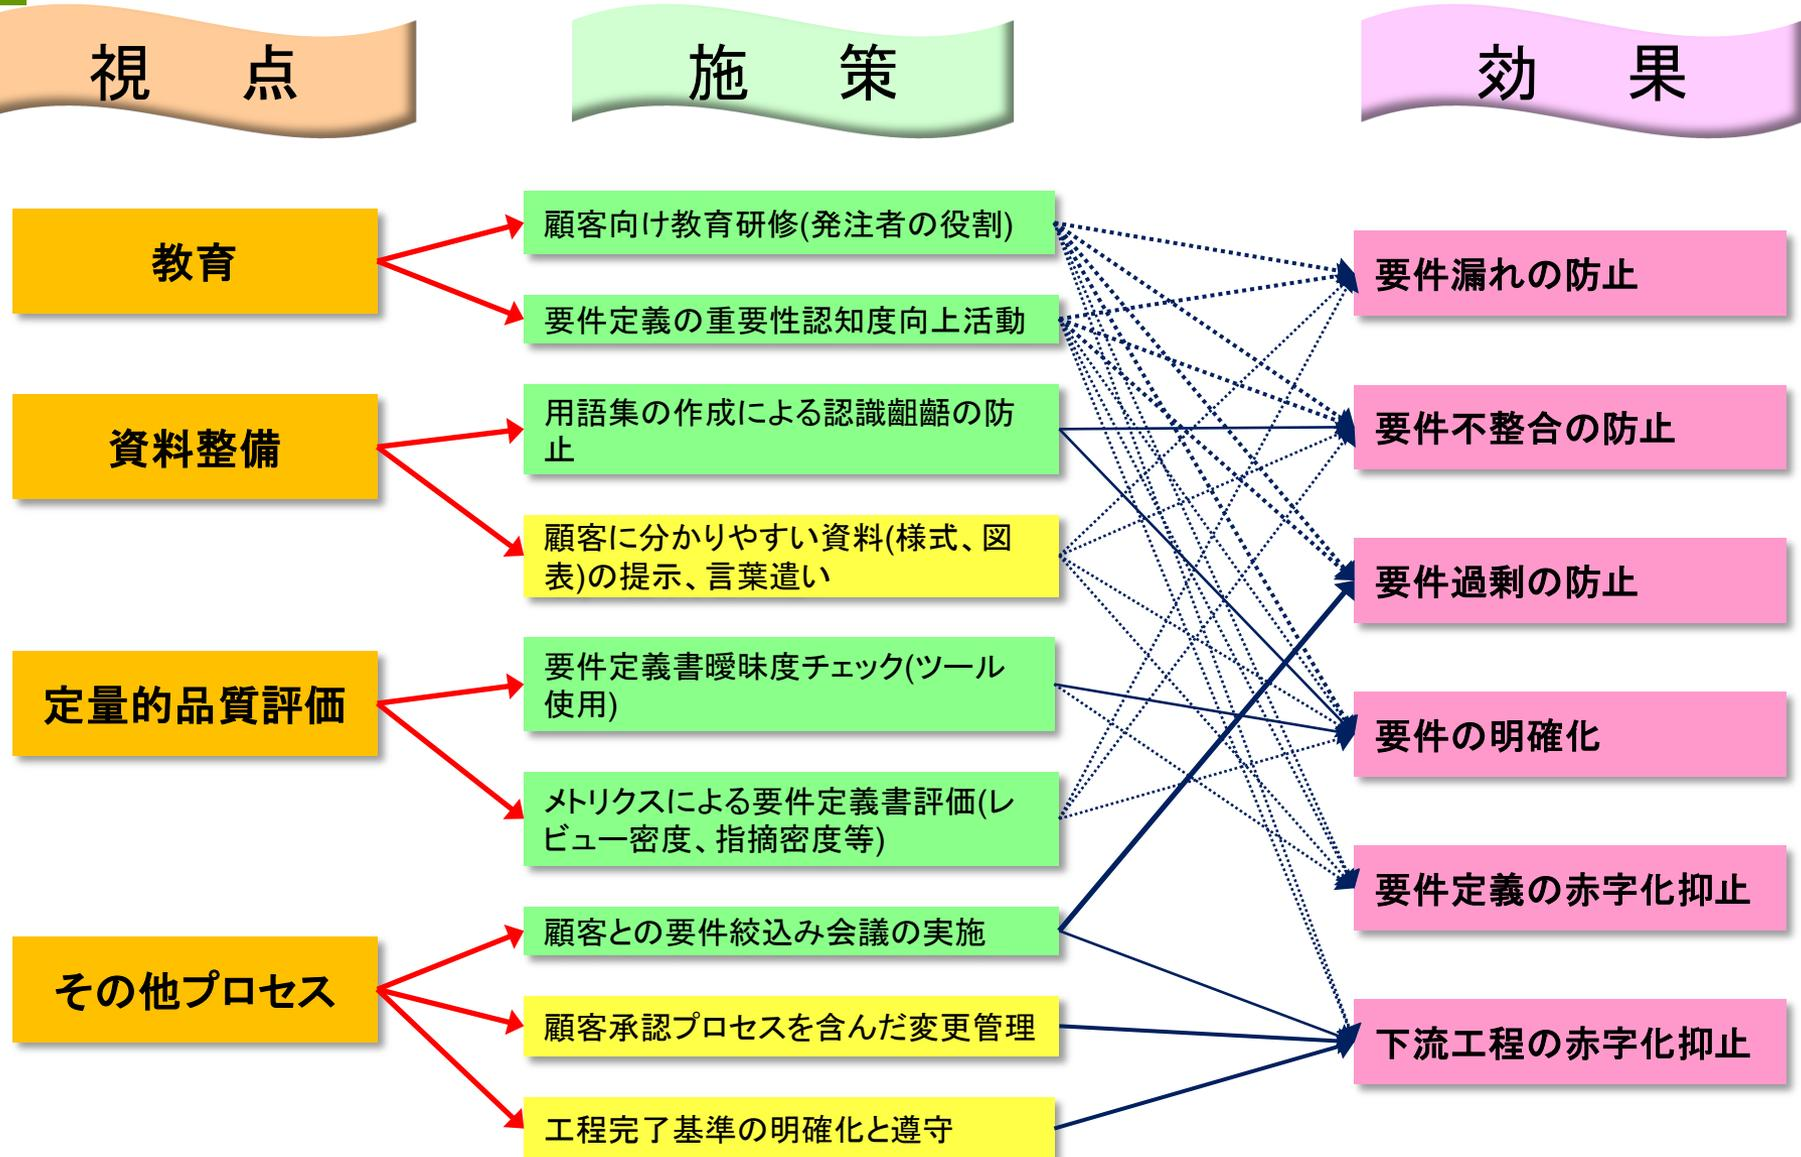 視 点
施 策
効 果
教育
資料整備
定量的品質評価
その他プロセス
顧客向け教育研修(発注者の役割)
要件定義の重要性認知度向上活動
用語集の作成による認識齟齬の防
止
顧客に分かりやすい資料(様式、図
表)の提示、言葉遣い
要件定義書曖昧度チェック(ツール
使用)
メトリクスによる要件定義書評価(レ
ビュー密度、指摘密度等)
顧客との要件絞込み会議の実施
顧客承認プロセスを含んだ変更管理
工程完了基準の明確化と遵守
要件漏れの防止
要件不整合の防止
要件過剰の防止
要件の明確化
要件定義の赤字化抑止
下流工程の赤字化抑止